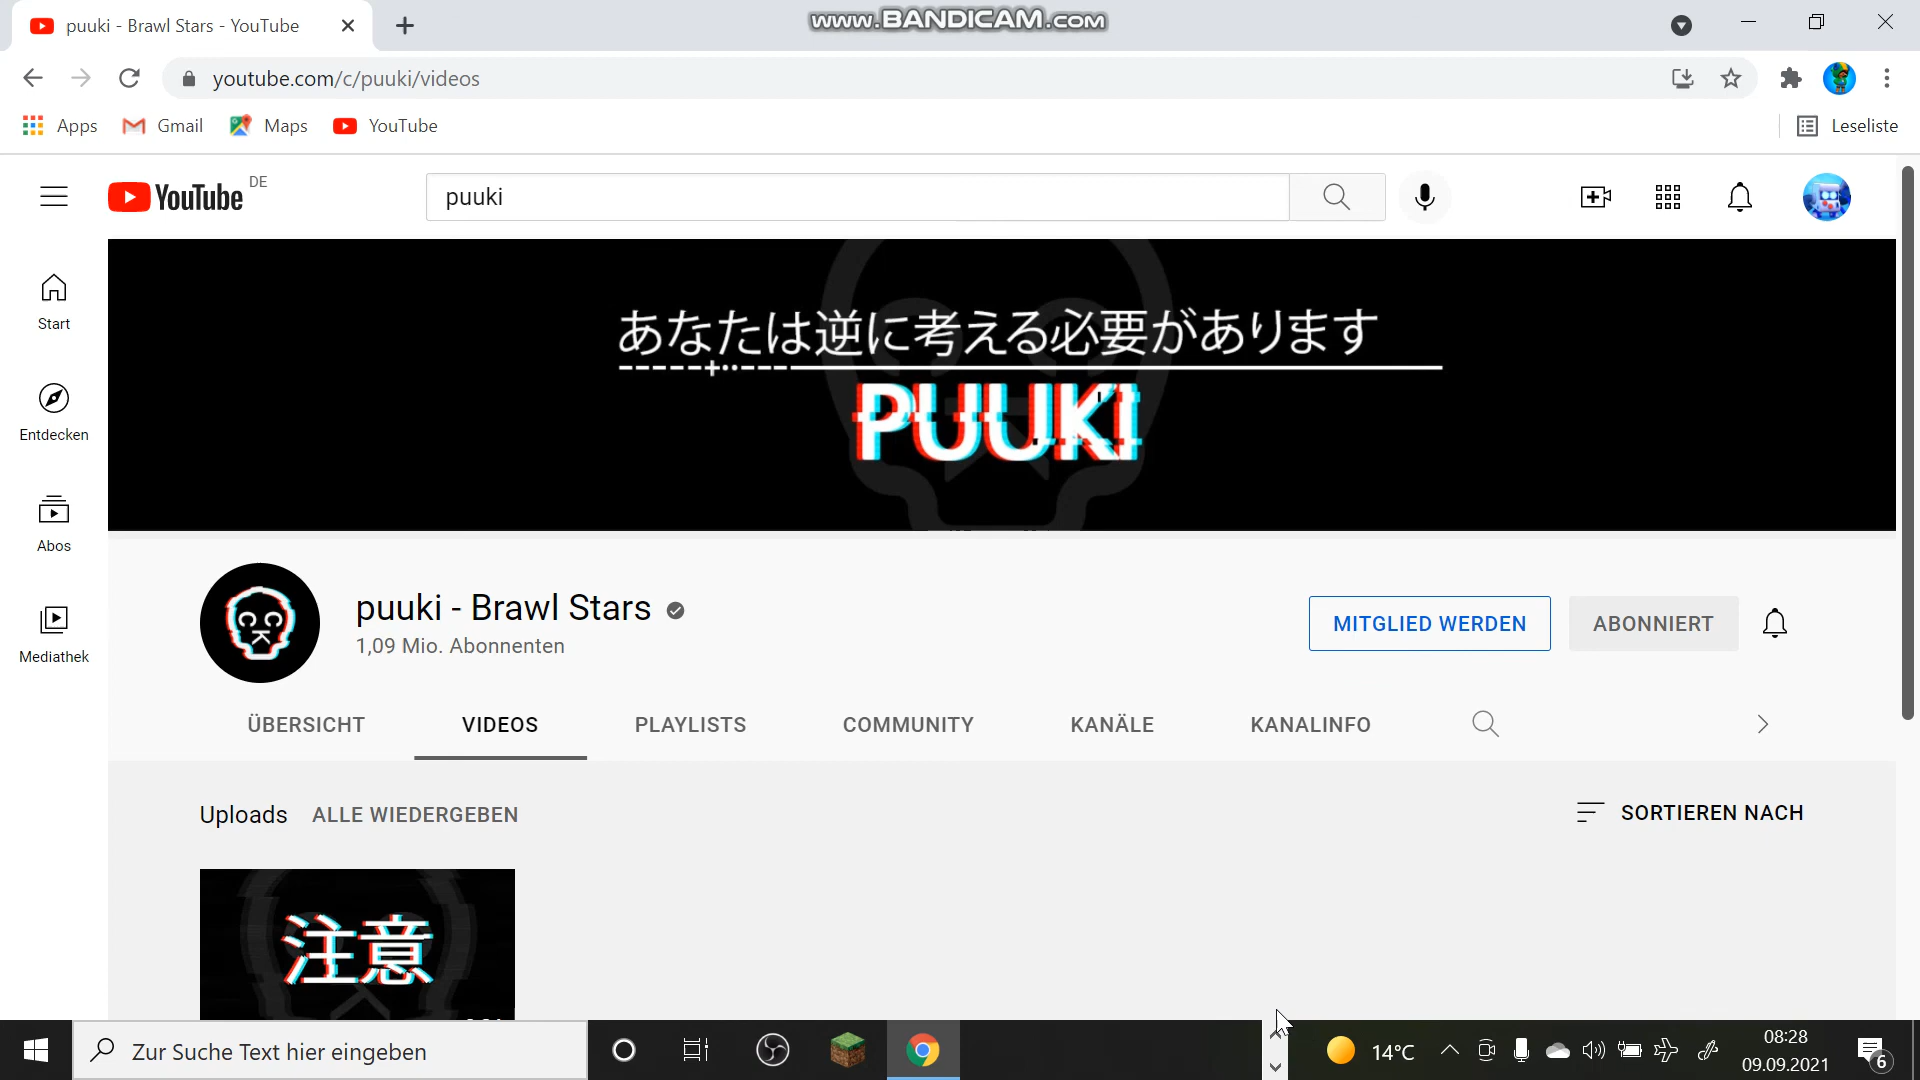 puuki - Brawl Stars - YouTube
www.BANDICAM.com
youtube.com/c/puuki/videos
Apps
Gmail
Maps
YouTube
Leseliste
YouTube DE
puuki
Start
Entdecken
Abos
Mediathek
あなたは逆に考える必要があります
PUUKI
puuki - Brawl Stars
1,09 Mio. Abonnenten
MITGLIED WERDEN
ABONNIERT
ÜBERSICHT
VIDEOS
PLAYLISTS
COMMUNITY
KANÄLE
KANALINFO
Uploads
ALLE WIEDERGEBEN
SORTIEREN NACH
注意
Zur Suche Text hier eingeben
14°C
08:28
09.09.2021
6